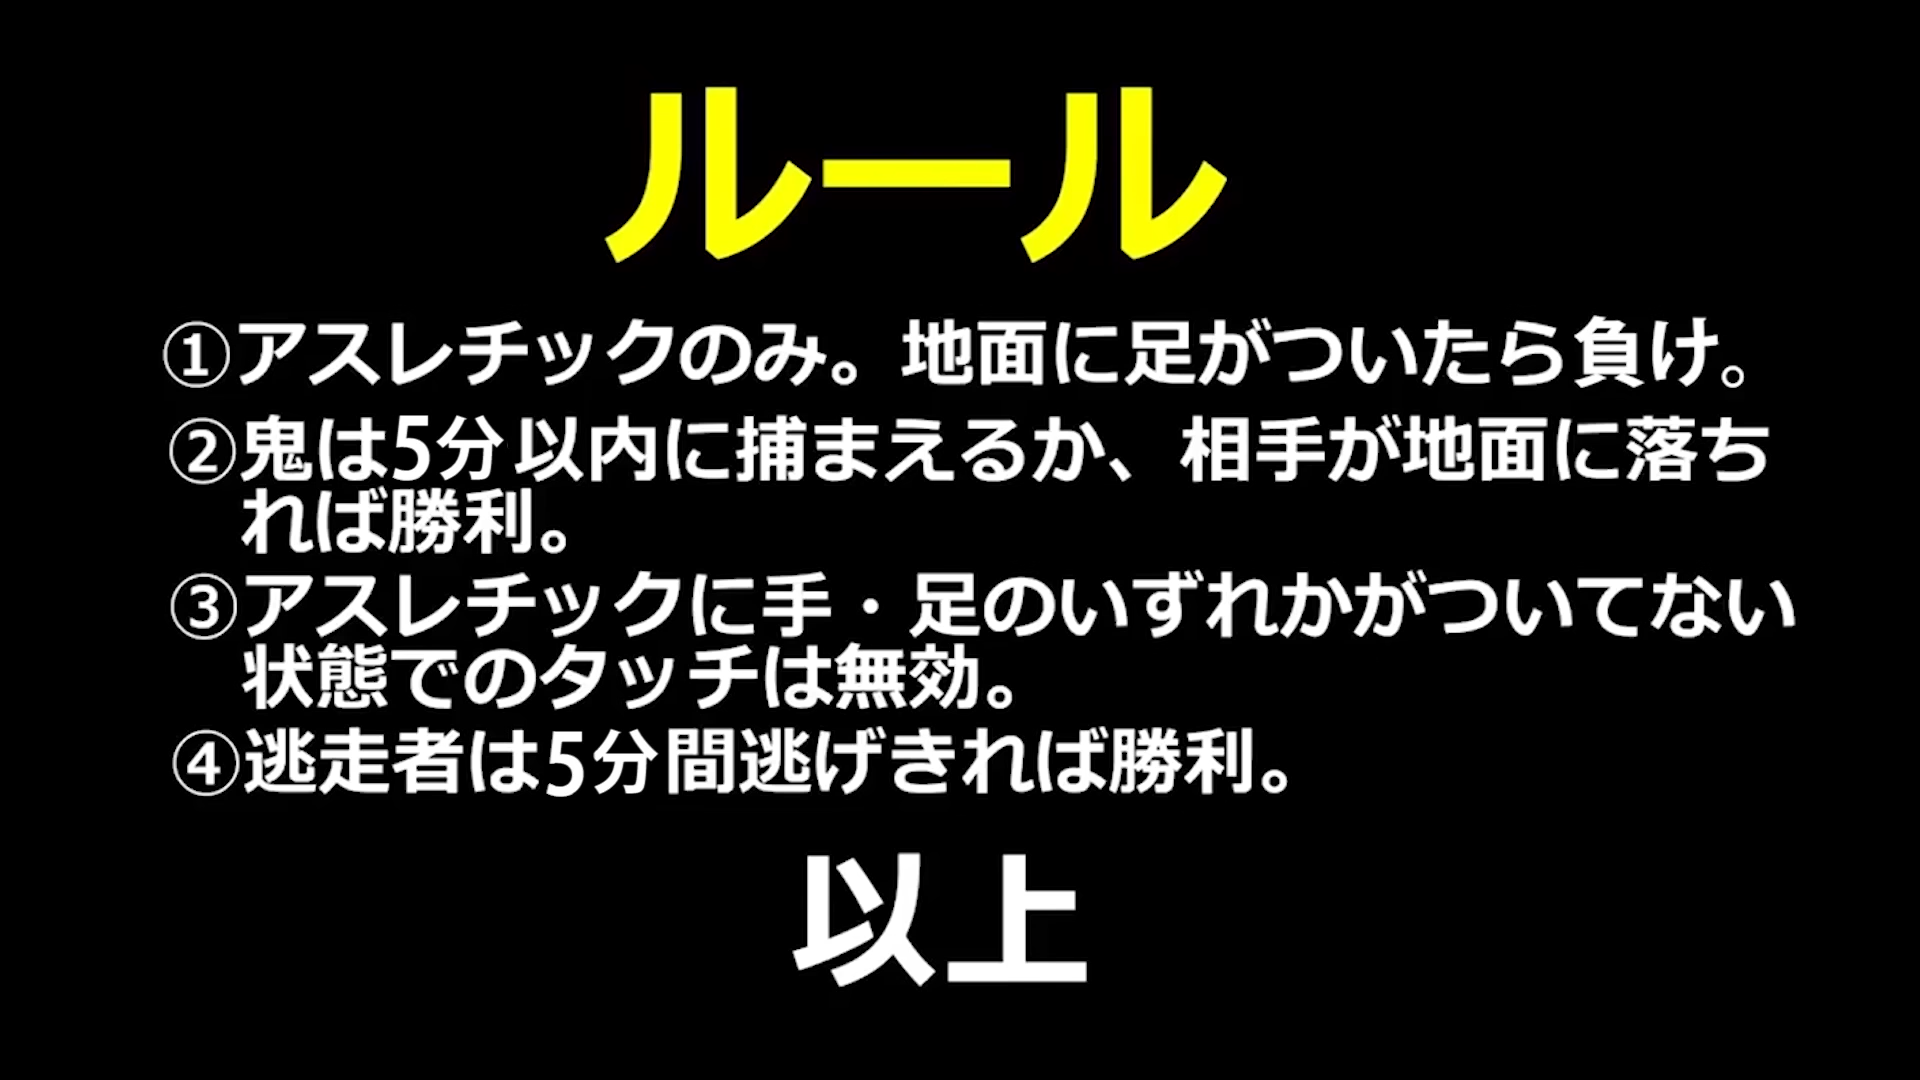 ルール
①アスレチックのみ。地面に足がついたら負け。
②鬼は5分以内に捕まえるか、相手が地面に落ち
れば勝利。
③アスレチックに手・足のいずれかがついてない
状態でのタッチは無効。
④逃走者は5分間逃げきれば勝利。
以上